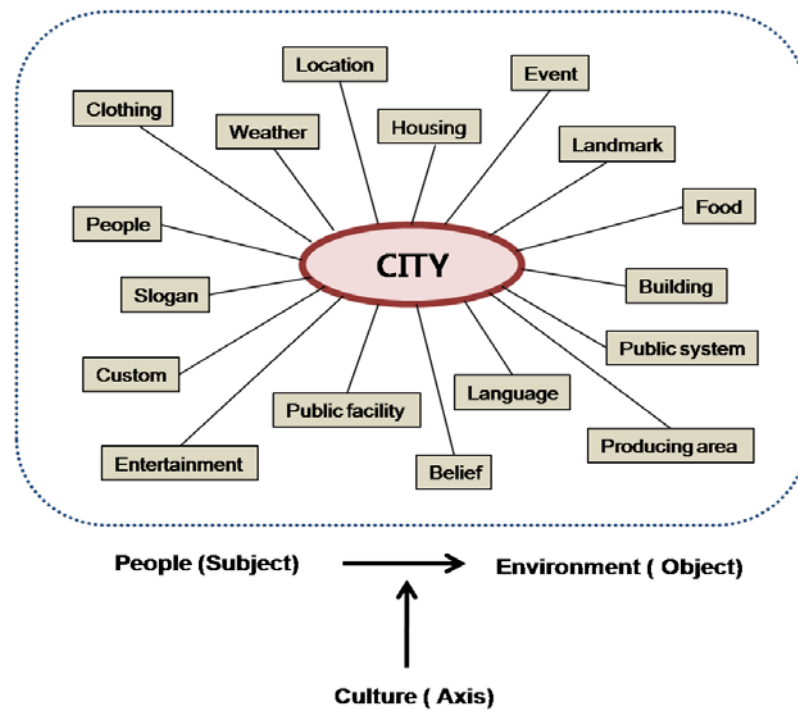 Location
Event
Clothing
Weather
Housing
Landmark
People
Food
CITY
Slogan
Building
Custom
Public system
Public facility
Language
Entertainment
Belief
Producing area
People (Subject)
Environment ( Object)
Culture ( Axis)